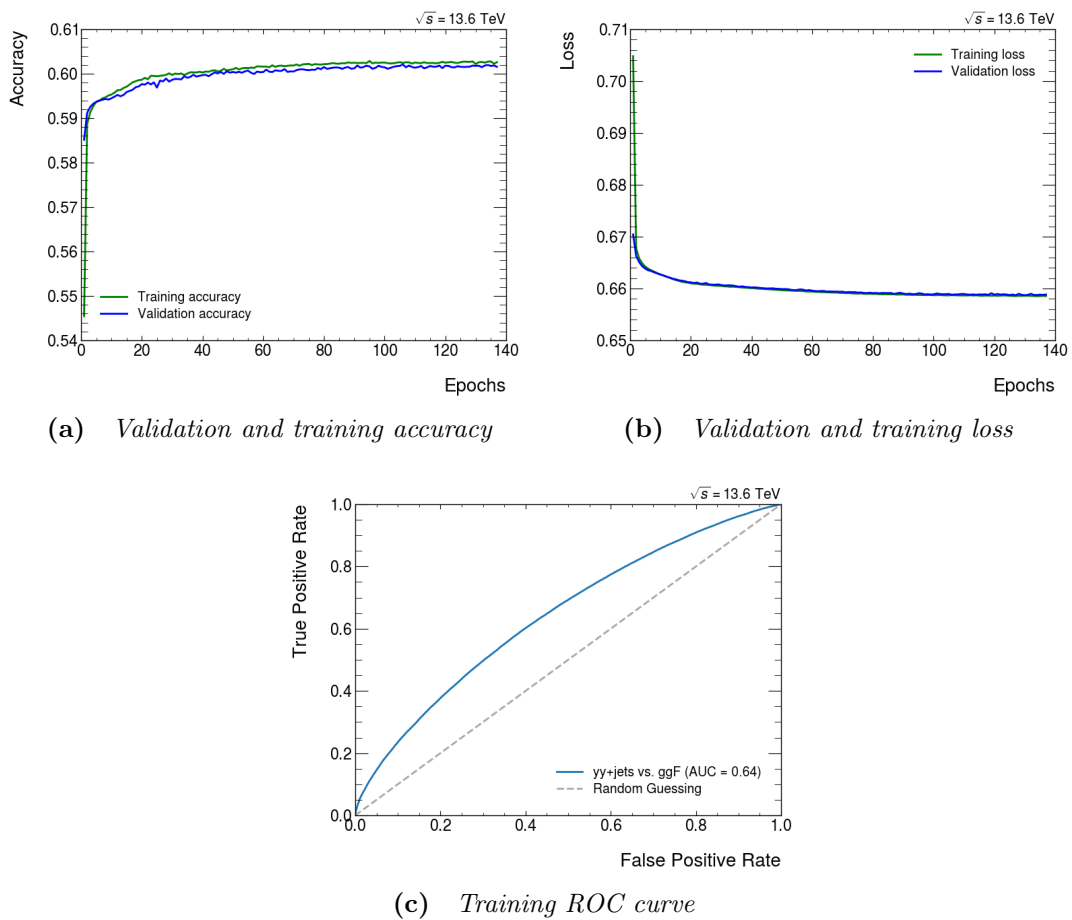 √s = 13.6 TeV
Accuracy
0.61
0.60
0.59
0.58
0.57
0.56
0.55
0.54
Training accuracy
Validation accuracy
0 20 40 60 80 100 120 140
Epochs
(a) Validation and training accuracy
√s = 13.6 TeV
Loss
0.71
0.70
0.69
0.68
0.67
0.66
0.65
Training loss
Validation loss
0 20 40 60 80 100 120 140
Epochs
(b) Validation and training loss
√s = 13.6 TeV
True Positive Rate
1.0
0.8
0.6
0.4
0.2
0.0
yy+jets vs. ggF (AUC = 0.64)
Random Guessing
0.0 0.2 0.4 0.6 0.8 1.0
False Positive Rate
(c) Training ROC curve